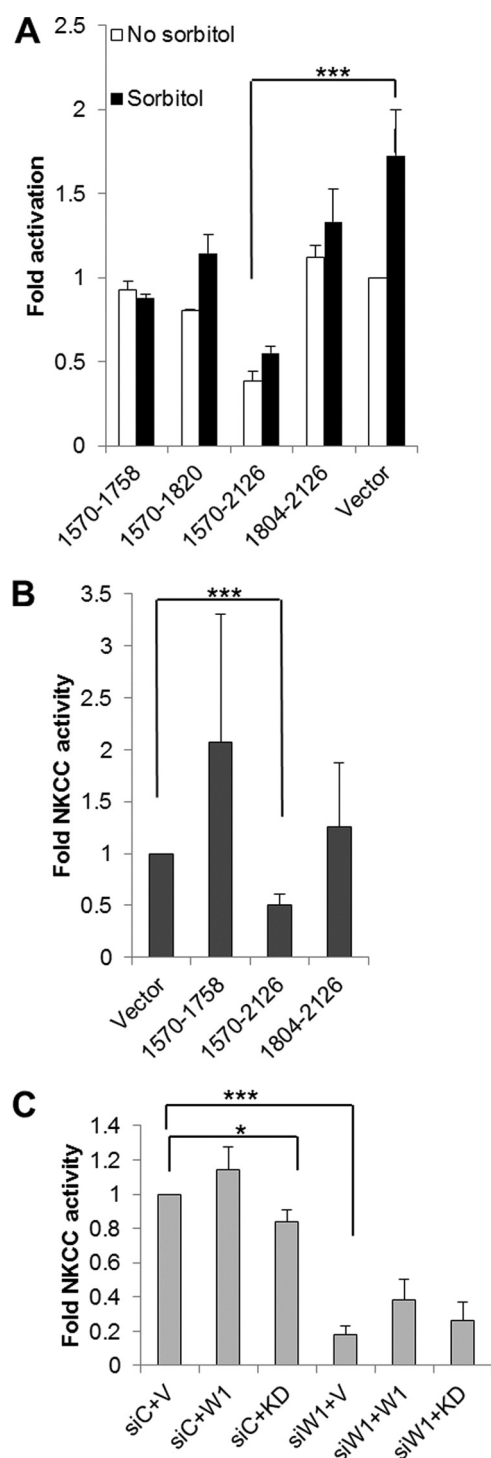 A
No sorbitol
Sorbitol
***
Fold activation
2.5
2
1.5
1
0.5
0
1570-1758
1570-1820
1570-2126
1804-2126
Vector
B
***
Fold NKCC activity
3.5
3
2.5
2
1.5
1
0.5
0
Vector
1570-1758
1570-2126
1804-2126
C
***
*
Fold NKCC activity
1.4
1.2
1
0.8
0.6
0.4
0.2
0
siC+V
siC+W1
siC+KD
siW1+V
siW1+W1
siW1+KD